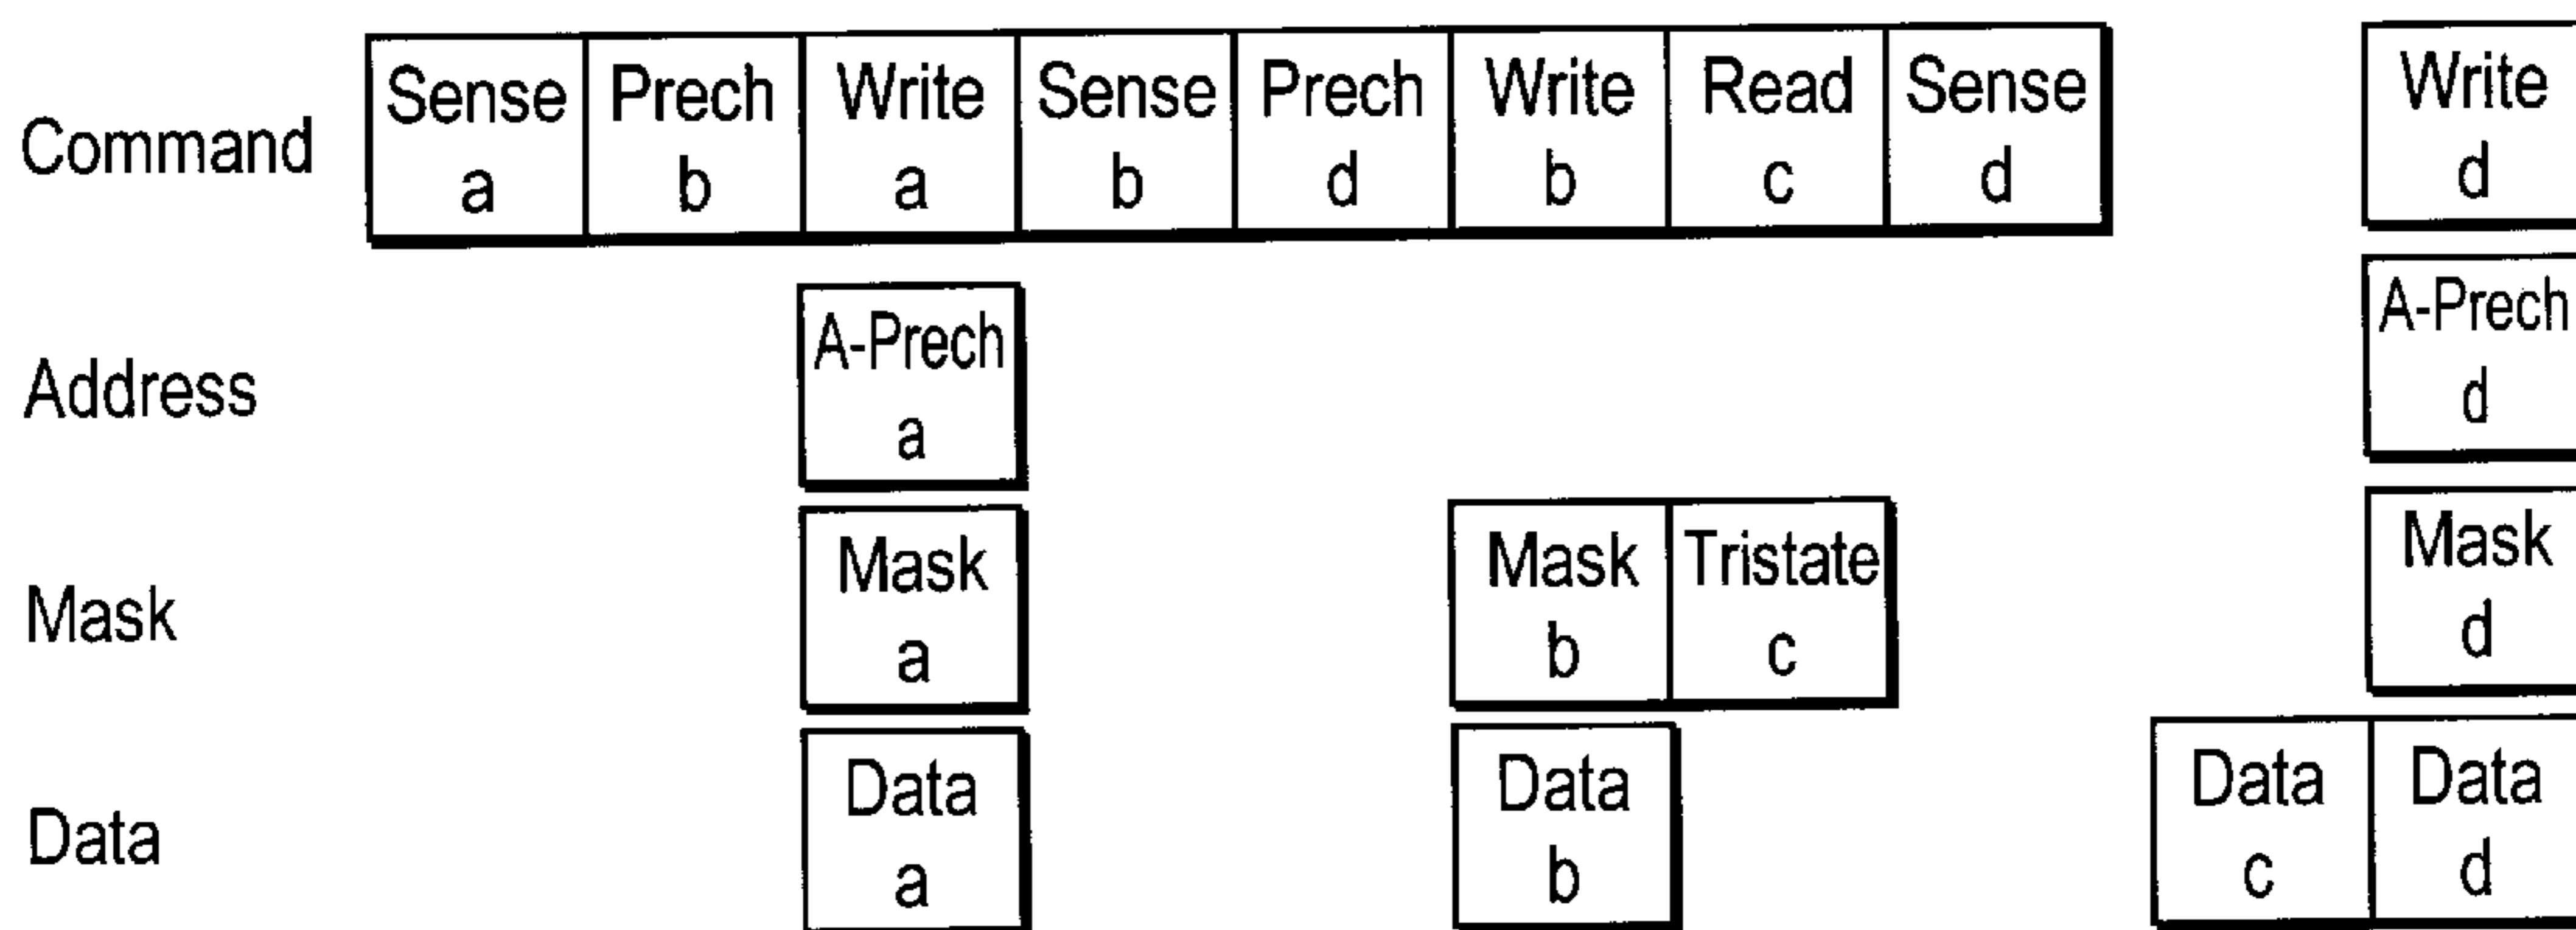 Command Sense Prech Write Sense Prech Write Read Sense Write
a b a b d b c d d
Address A-Prech A-Prech
a d
Mask Mask Mask Tristate Mask
a b c d
Data Data Data Data Data
a b c d